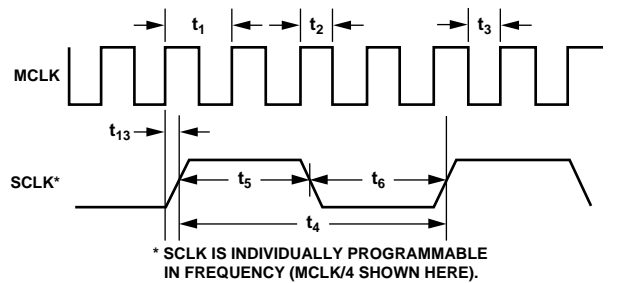 t1 t2 t3
MCLK
t13
SCLK*
t5 t6
t4
* SCLK IS INDIVIDUALLY PROGRAMMABLE
IN FREQUENCY (MCLK/4 SHOWN HERE).